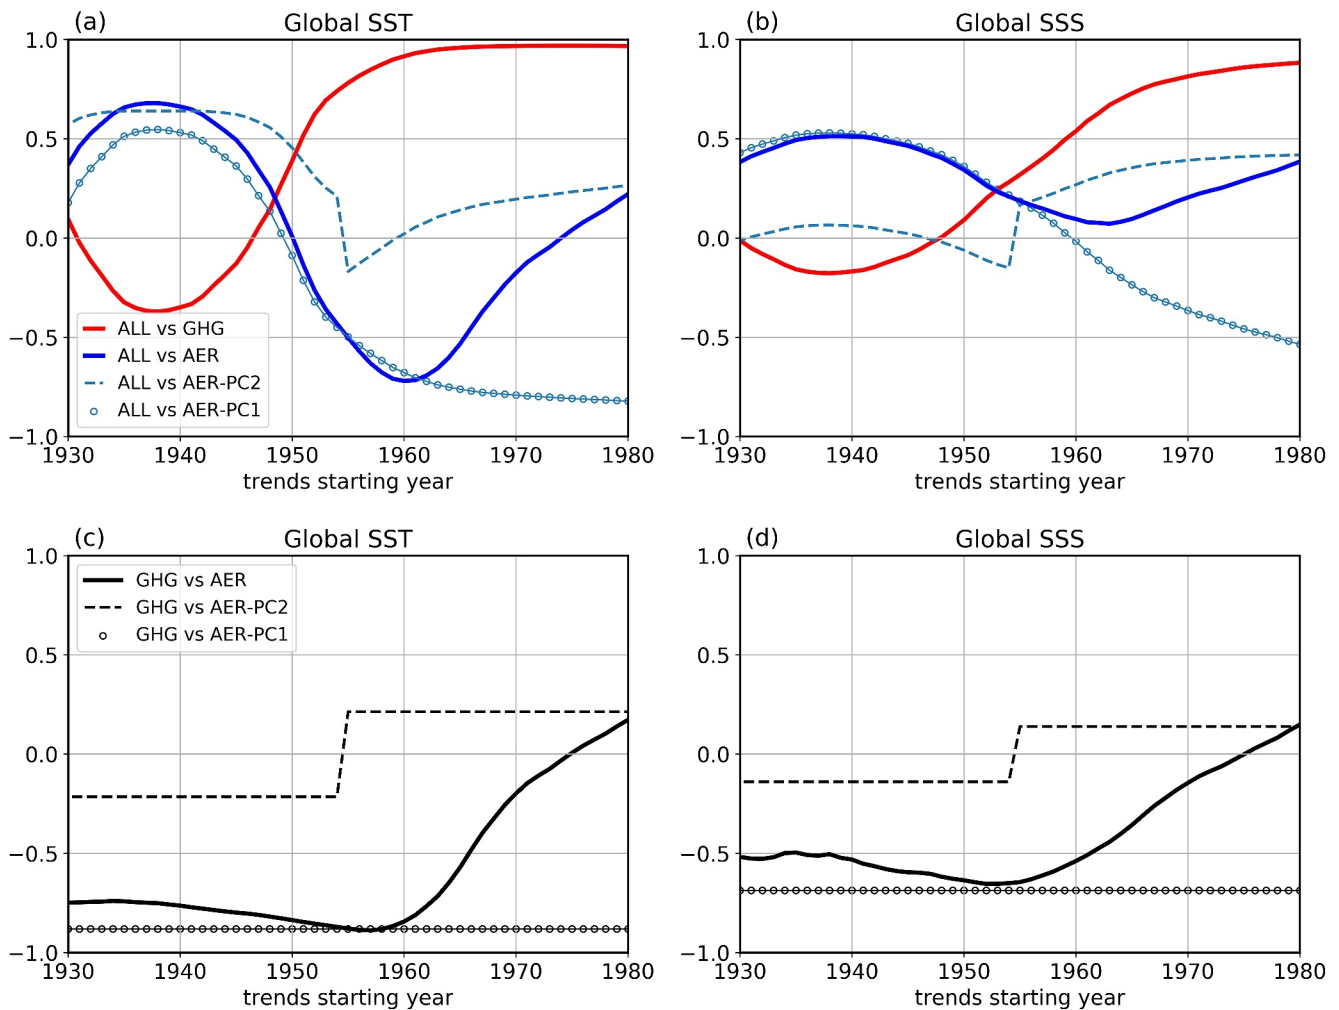 (a) Global SST
1.0
0.5
0.0
−0.5
−1.0
ALL vs GHG
ALL vs AER
ALL vs AER-PC2
ALL vs AER-PC1
1930 1940 1950 1960 1970 1980
trends starting year
(b) Global SSS
1.0
0.5
0.0
−0.5
−1.0
1930 1940 1950 1960 1970 1980
trends starting year
(c) Global SST
1.0
0.5
0.0
−0.5
−1.0
GHG vs AER
GHG vs AER-PC2
GHG vs AER-PC1
1930 1940 1950 1960 1970 1980
trends starting year
(d) Global SSS
1.0
0.5
0.0
−0.5
−1.0
1930 1940 1950 1960 1970 1980
trends starting year